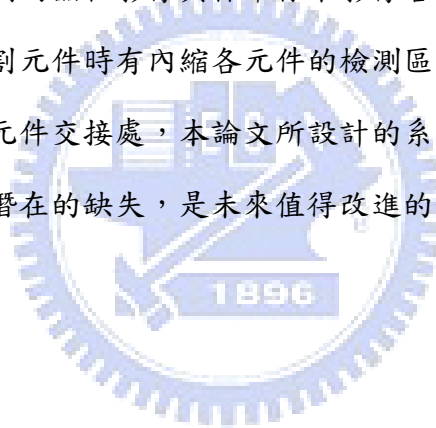 割元件時有內縮各元件的檢測區
元件交接處，本論文所設計的系
潛在的缺失，是未來值得改進的
1896